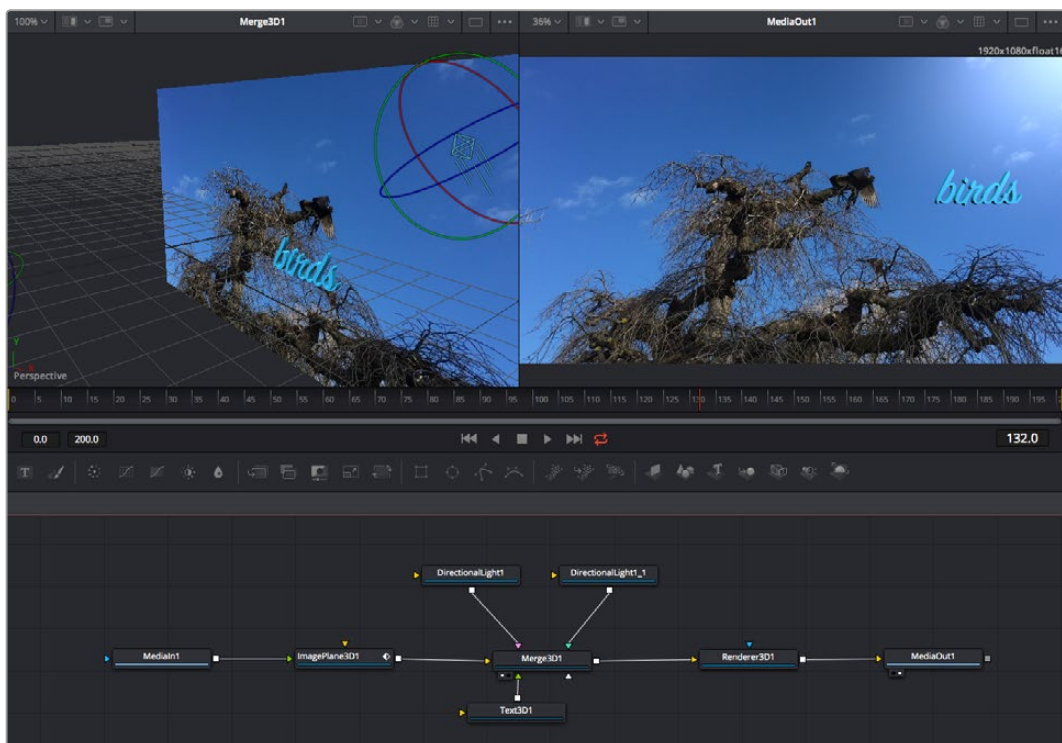 100%
Merge3D1
36%
MediaOut1
1920x1080xfloat16
birds
birds
Y
X
Perspective
0 5 10 15 20 25 30 35 40 45 50 55 60 65 70 75 80 85 90 95 100 105 110 115 120 125 130 135 140 145 150 155 160 165 170 175 180 185 190 195
0.0 200.0 132.0
T
DirectionalLight1 DirectionalLight1_1
MediaIn1 ImagePlane3D1 Merge3D1 Renderer3D1 MediaOut1
Text3D1